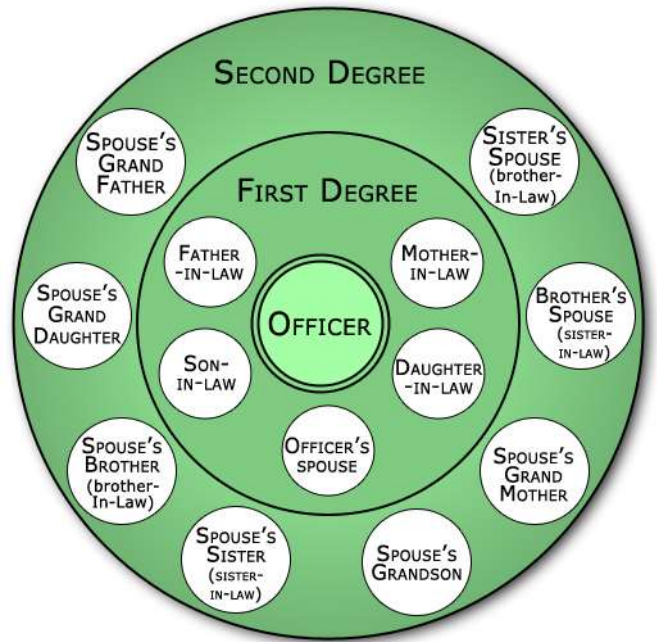 SECOND DEGREE
SPOUSE'S
GRAND
FATHER
SISTER'S
SPOUSE
(brother-
In-Law)
FIRST DEGREE
FATHER
-IN-LAW
MOTHER-
IN-LAW
SPOUSE'S
GRAND
DAUGHTER
OFFICER
BROTHER'S
SPOUSE
(SISTER-
IN-LAW)
SON-
IN-LAW
DAUGHTER
-IN-LAW
OFFICER'S
SPOUSE
SPOUSE'S
BROTHER
(brother-
In-Law)
SPOUSE'S
GRAND
MOTHER
SPOUSE'S
SISTER
(SISTER-
IN-LAW)
SPOUSE'S
GRANDSON